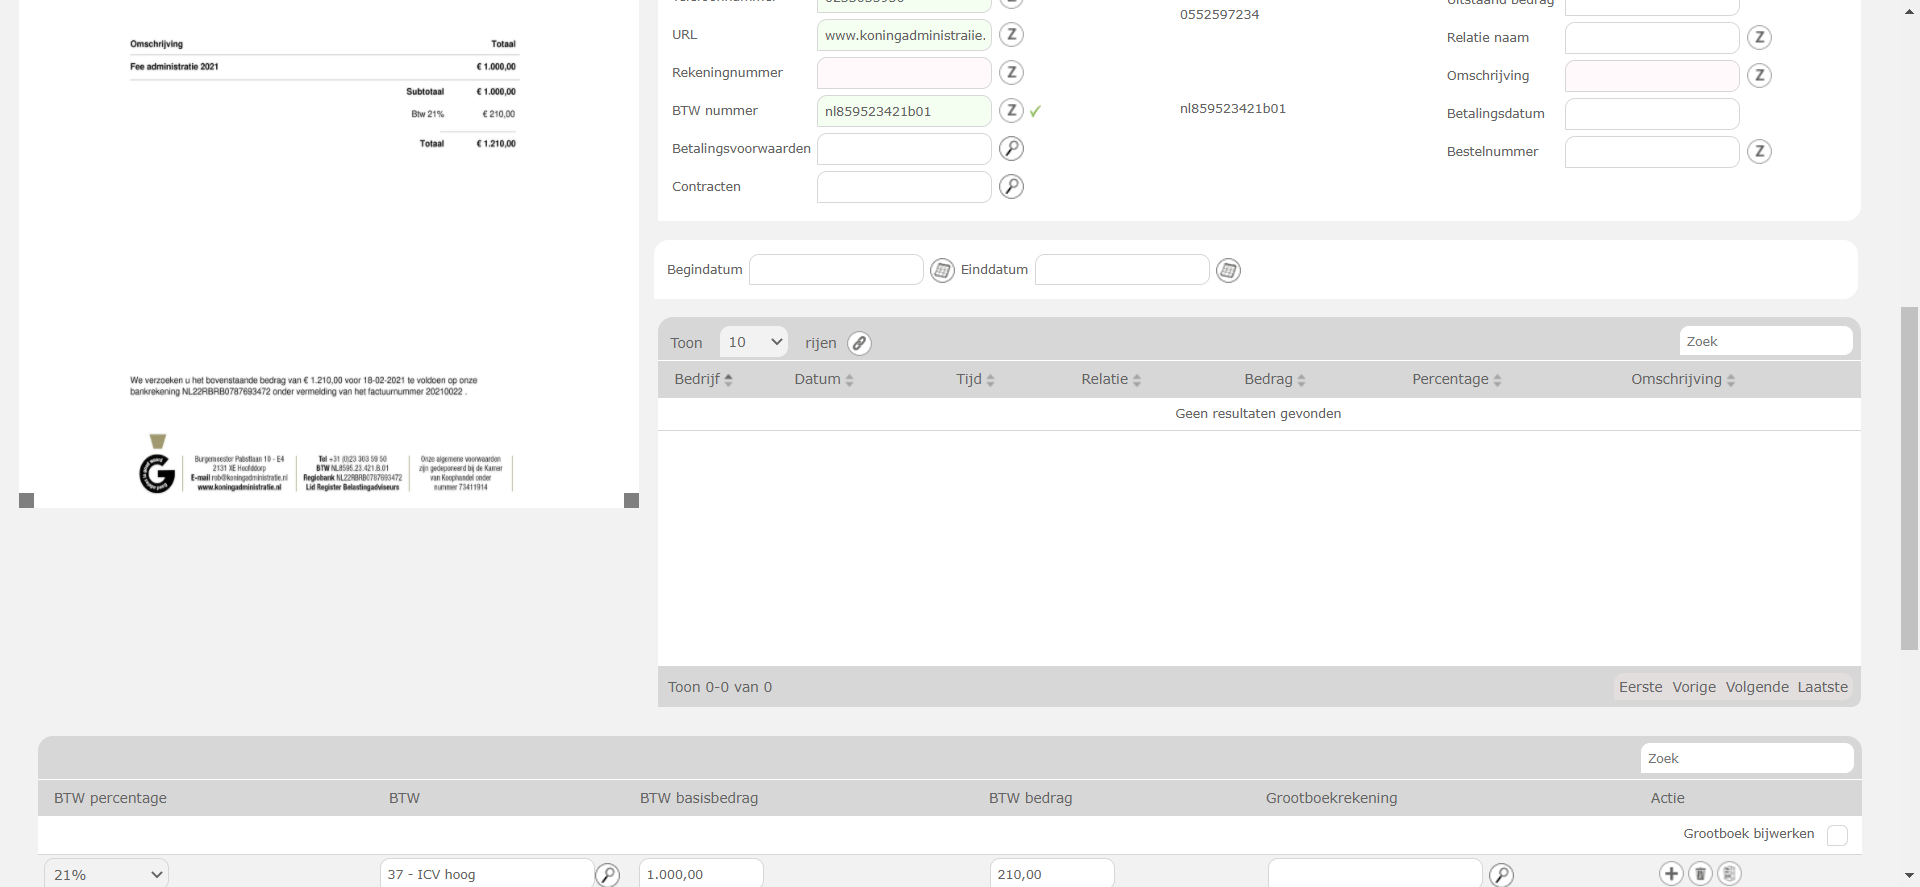 Omschrijving Totaal
Fee administratie 2021 € 1.000,00
Subtotaal € 1.000,00
Btw 21% € 210,00
Totaal € 1.210,00
We verzoeken u het bovenstaande bedrag van € 1.210,00 voor 18-02-2021 te voldoen op onze
bankrekening NL22RBRB0787693472 onder vermelding van het factuurnummer 20210022 .
G
Burgemeester Pabstlaan 10 - E4
2131 XE Hoofddorp
E-mail rob@koningadministratie.nl
www.koningadministratie.nl
Tel +31 (0)23 303 59 50
BTW NL8595.23.421.B.01
Regiobank NL22RBRB0787693472
Lid Register Belastingadviseurs
Onze algemene voorwaarden
zijn gedeponeerd bij de Kamer
van Koophandel onder
nummer 73411914
0552597234
URL www.koningadministraiie.
Z
Rekeningnummer
Z
BTW nummer nl859523421b01
Z
nl859523421b01
Betalingsvoorwaarden
Contracten
Uitstaand bedrag
Relatie naam
Z
Omschrijving
Z
Betalingsdatum
Bestelnummer
Z
Begindatum Einddatum
Toon 10 rijen Zoek
Bedrijf Datum Tijd Relatie Bedrag Percentage Omschrijving
Geen resultaten gevonden
Toon 0-0 van 0 Eerste Vorige Volgende Laatste
Zoek
BTW percentage BTW BTW basisbedrag BTW bedrag Grootboekrekening Actie
Grootboek bijwerken
21% 37 - ICV hoog 1.000,00 210,00